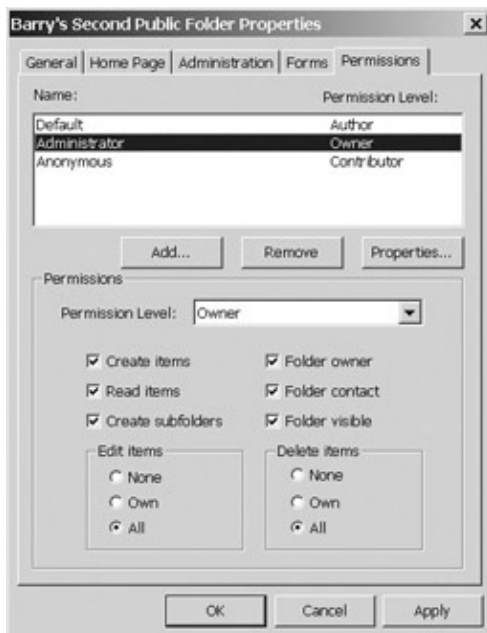 Barry's Second Public Folder Properties
General Home Page Administration Forms Permissions
Name: Permission Level:
Default Author
Administrator Owner
Anonymous Contributor
Add... Remove Properties...
Permissions
Permission Level: Owner
Create items Folder owner
Read items Folder contact
Create subfolders Folder visible
Edit items Delete items
None None
Own Own
All All
OK Cancel Apply